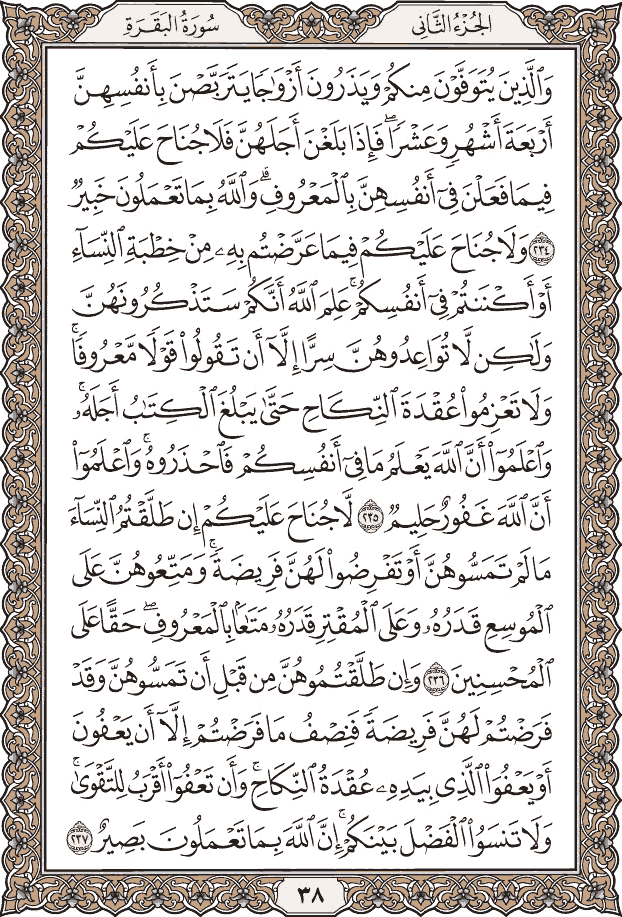 الجُزْءُ الثَّانِي
سُورَةُ البَقَرَةِ
وَٱلَّذِينَ يُتَوَفَّوۡنَ مِنكُمۡ وَيَذَرُونَ أَزۡوَٰجٗا يَتَرَبَّصۡنَ بِأَنفُسِهِنَّ
أَرۡبَعَةَ أَشۡهُرٖ وَعَشۡرٗاۖ فَإِذَا بَلَغۡنَ أَجَلَهُنَّ فَلَا جُنَاحَ عَلَيۡكُمۡ
فِيمَا فَعَلۡنَ فِيٓ أَنفُسِهِنَّ بِٱلۡمَعۡرُوفِۗ وَٱللَّهُ بِمَا تَعۡمَلُونَ خَبِيرٞ
٢٣٤ وَلَا جُنَاحَ عَلَيۡكُمۡ فِيمَا عَرَّضۡتُم بِهِۦ مِنۡ خِطۡبَةِ ٱلنِّسَآءِ
أَوۡ أَكۡنَنتُمۡ فِيٓ أَنفُسِكُمۡۚ عَلِمَ ٱللَّهُ أَنَّكُمۡ سَتَذۡكُرُونَهُنَّ
وَلَٰكِن لَّا تُوَاعِدُوهُنَّ سِرًّا إِلَّآ أَن تَقُولُواْ قَوۡلٗا مَّعۡرُوفٗاۚ
وَلَا تَعۡزِمُواْ عُقۡدَةَ ٱلنِّكَاحِ حَتَّىٰ يَبۡلُغَ ٱلۡكِتَٰبُ أَجَلَهُۥۚ
وَٱعۡلَمُوٓاْ أَنَّ ٱللَّهَ يَعۡلَمُ مَا فِيٓ أَنفُسِكُمۡ فَٱحۡذَرُوهُۚ وَٱعۡلَمُوٓاْ
أَنَّ ٱللَّهَ غَفُورٌ حَلِيمٞ ٢٣٥ لَّا جُنَاحَ عَلَيۡكُمۡ إِن طَلَّقۡتُمُ ٱلنِّسَآءَ
مَا لَمۡ تَمَسُّوهُنَّ أَوۡ تَفۡرِضُواْ لَهُنَّ فَرِيضَةٗۚ وَمَتِّعُوهُنَّ عَلَى
ٱلۡمُوسِعِ قَدَرُهُۥ وَعَلَى ٱلۡمُقۡتِرِ قَدَرُهُۥ مَتَٰعَۢا بِٱلۡمَعۡرُوفِۖ حَقًّا عَلَى
ٱلۡمُحۡسِنِينَ ٢٣٦ وَإِن طَلَّقۡتُمُوهُنَّ مِن قَبۡلِ أَن تَمَسُّوهُنَّ وَقَدۡ
فَرَضۡتُمۡ لَهُنَّ فَرِيضَةٗ فَنِصۡفُ مَا فَرَضۡتُمۡ إِلَّآ أَن يَعۡفُونَ
أَوۡ يَعۡفُوَاْ ٱلَّذِي بِيَدِهِۦ عُقۡدَةُ ٱلنِّكَاحِۚ وَأَن تَعۡفُوٓاْ أَقۡرَبُ لِلتَّقۡوَىٰۚ
وَلَا تَنسَوُاْ ٱلۡفَضۡلَ بَيۡنَكُمۡۚ إِنَّ ٱللَّهَ بِمَا تَعۡمَلُونَ بَصِيرٌ ٢٣٧
٣٨